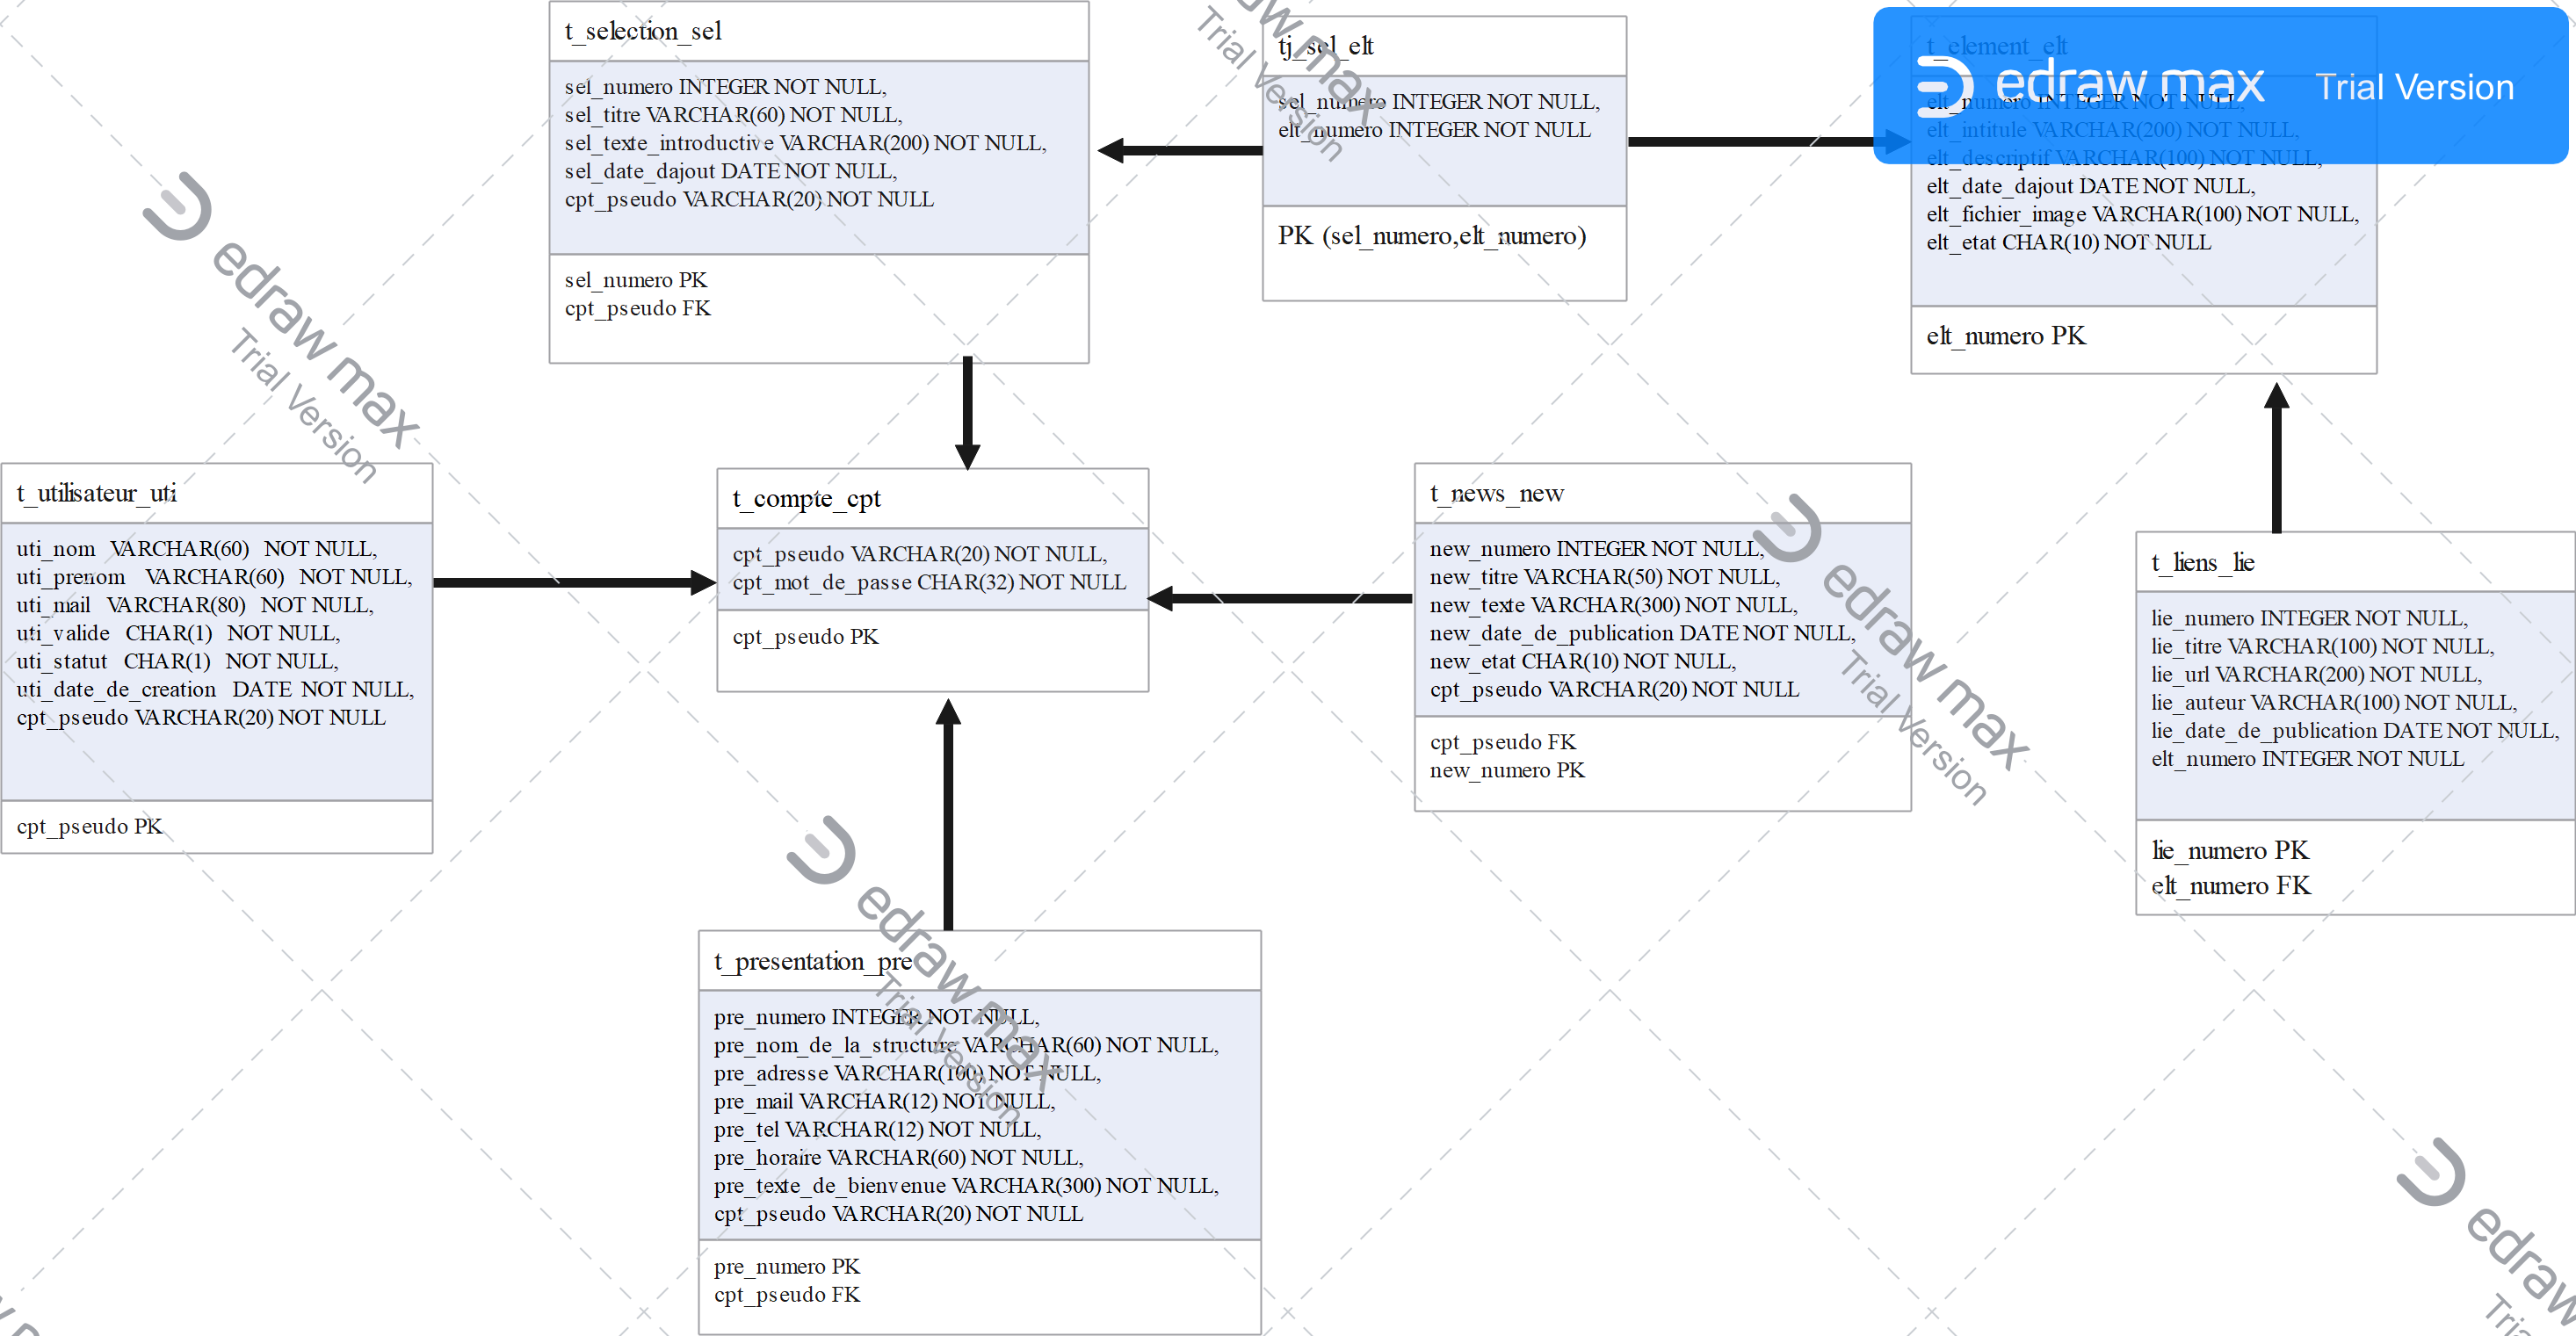 t_selection_sel
sel_numero INTEGER NOT NULL,
sel_titre VARCHAR(60) NOT NULL,
sel_texte_introductive VARCHAR(200) NOT NULL,
sel_date_dajout DATE NOT NULL,
cpt_pseudo VARCHAR(20) NOT NULL
sel_numero PK
cpt_pseudo FK
tj_sel_elt
sel_numero INTEGER NOT NULL,
elt_numero INTEGER NOT NULL
PK (sel_numero,elt_numero)
t_element_elt
elt_numero INTEGER NOT NULL,
elt_intitule VARCHAR(200) NOT NULL,
elt_descriptif VARCHAR(100) NOT NULL,
elt_date_dajout DATE NOT NULL,
elt_fichier_image VARCHAR(100) NOT NULL,
elt_etat CHAR(10) NOT NULL
elt_numero PK
edraw max Trial Version
t_utilisateur_uti
uti_nom VARCHAR(60) NOT NULL,
uti_prenom VARCHAR(60) NOT NULL,
uti_mail VARCHAR(80) NOT NULL,
uti_valide CHAR(1) NOT NULL,
uti_statut CHAR(1) NOT NULL,
uti_date_de_creation DATE NOT NULL,
cpt_pseudo VARCHAR(20) NOT NULL
cpt_pseudo PK
t_compte_cpt
cpt_pseudo VARCHAR(20) NOT NULL,
cpt_mot_de_passe CHAR(32) NOT NULL
cpt_pseudo PK
t_news_new
new_numero INTEGER NOT NULL,
new_titre VARCHAR(50) NOT NULL,
new_texte VARCHAR(300) NOT NULL,
new_date_de_publication DATE NOT NULL,
new_etat CHAR(10) NOT NULL,
cpt_pseudo VARCHAR(20) NOT NULL
cpt_pseudo FK
new_numero PK
t_liens_lie
lie_numero INTEGER NOT NULL,
lie_titre VARCHAR(100) NOT NULL,
lie_url VARCHAR(200) NOT NULL,
lie_auteur VARCHAR(100) NOT NULL,
lie_date_de_publication DATE NOT NULL,
elt_numero INTEGER NOT NULL
lie_numero PK
elt_numero FK
t_presentation_pre
pre_numero INTEGER NOT NULL,
pre_nom_de_la_structure VARCHAR(60) NOT NULL,
pre_adresse VARCHAR(100) NOT NULL,
pre_mail VARCHAR(12) NOT NULL,
pre_tel VARCHAR(12) NOT NULL,
pre_horaire VARCHAR(60) NOT NULL,
pre_texte_de_bienvenue VARCHAR(300) NOT NULL,
cpt_pseudo VARCHAR(20) NOT NULL
pre_numero PK
cpt_pseudo FK
edraw max
Trial Version
edraw max
Trial Version
edraw max
Trial Version
max
Trial Version
edraw